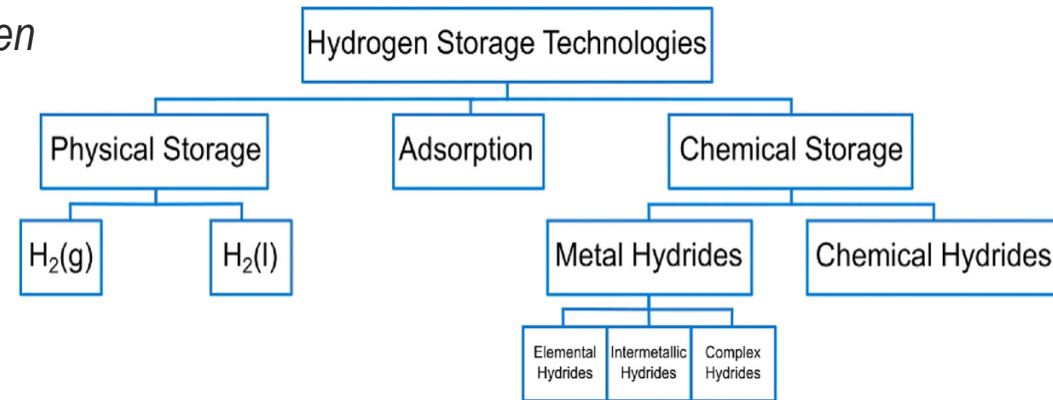 Hydrogen Storage Technologies
Physical Storage
Adsorption
Chemical Storage
H₂(g)
H₂(l)
Metal Hydrides
Chemical Hydrides
Elemental
Hydrides
Intermetallic
Hydrides
Complex
Hydrides